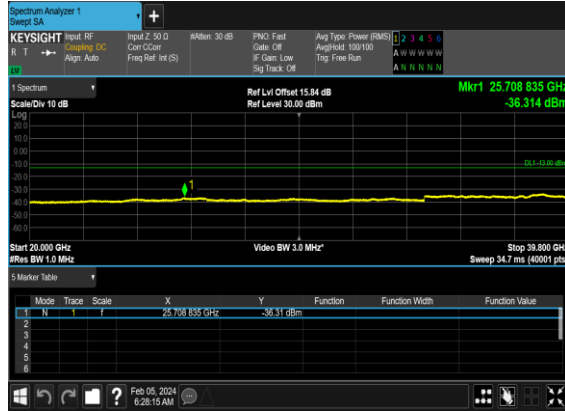 Spectrum Analyzer 1
Swept SA
+
KEYSIGHT Input: RF Input Z: 50 Ω #Atten: 30 dB PNO: Fast Avg Type: Power (RMS) 1 2 3 4 5 6
R T Coupling: DC Corr CCorr Gate: Off Avg|Hold: 100/100 A W W W W W
Align: Auto Freq Ref: Int (S) IF Gain: Low Trig: Free Run
Sig Track: Off A N N N N N
1 Spectrum
Ref Lvl Offset 15.84 dB Mkr1 25.708 835 GHz
Scale/Div 10 dB Ref Level 30.00 dBm -36.314 dBm
Log
20.0
10.0
0.00
-10.0
DL1 -13.00 dBm
-20.0
-30.0
1
-40.0
-50.0
-60.0
Start 20.000 GHz Video BW 3.0 MHz* Stop 39.800 GHz
#Res BW 1.0 MHz Sweep 34.7 ms (40001 pts)
5 Marker Table
Mode Trace Scale X Y Function Function Width Function Value
1 N 1 f 25.708 835 GHz -36.31 dBm
2
3
4
5
6
? Feb 05, 2024
6:28:15 AM